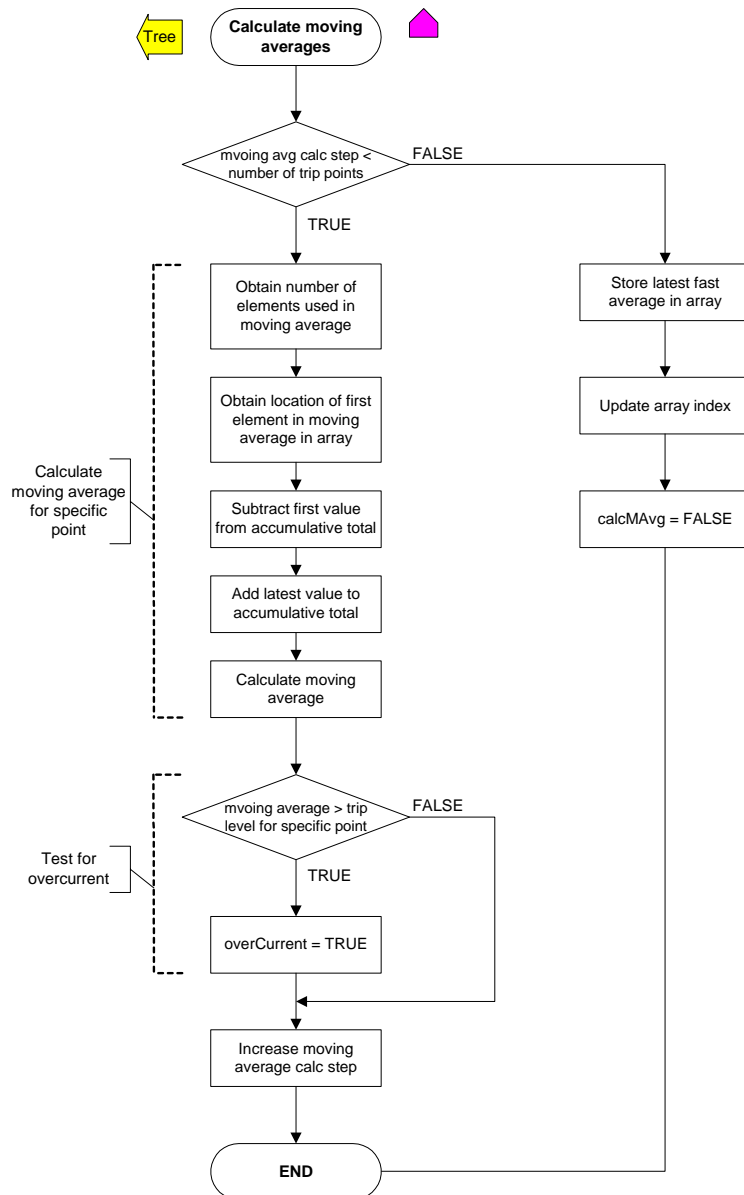 Tree
Calculate moving
averages
mvoing avg calc step <
number of trip points
FALSE
TRUE
Obtain number of
elements used in
moving average
Store latest fast
average in array
Obtain location of first
element in moving
average in array
Update array index
Calculate
moving average
for specific
point
Subtract first value
from accumulative total
calcMAvg = FALSE
Add latest value to
accumulative total
Calculate moving
average
mvoing average > trip
level for specific point
FALSE
Test for
overcurrent
TRUE
overCurrent = TRUE
Increase moving
average calc step
END